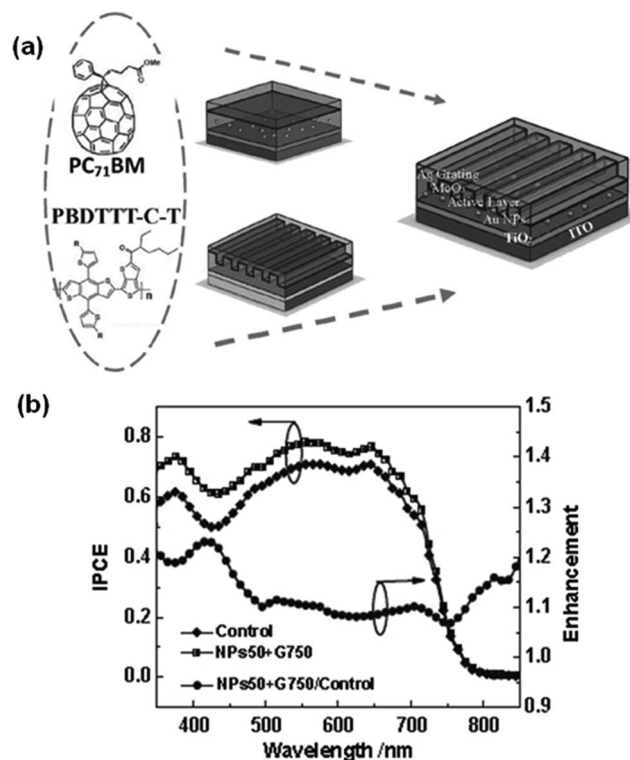 (a)
OMe
O
PC71BM
PBDTTT-C-T
R
O
S
n
R
Ag Grating
MoO3
Active Layer
Au NPs
TiO2
ITO
(b)
0.8
0.6
0.4
0.2
0.0
IPCE
1.5
1.4
1.3
1.2
1.1
1.0
0.9
Enhancement
Control
NPs50+G750
NPs50+G750/Control
400 500 600 700 800
Wavelength /nm